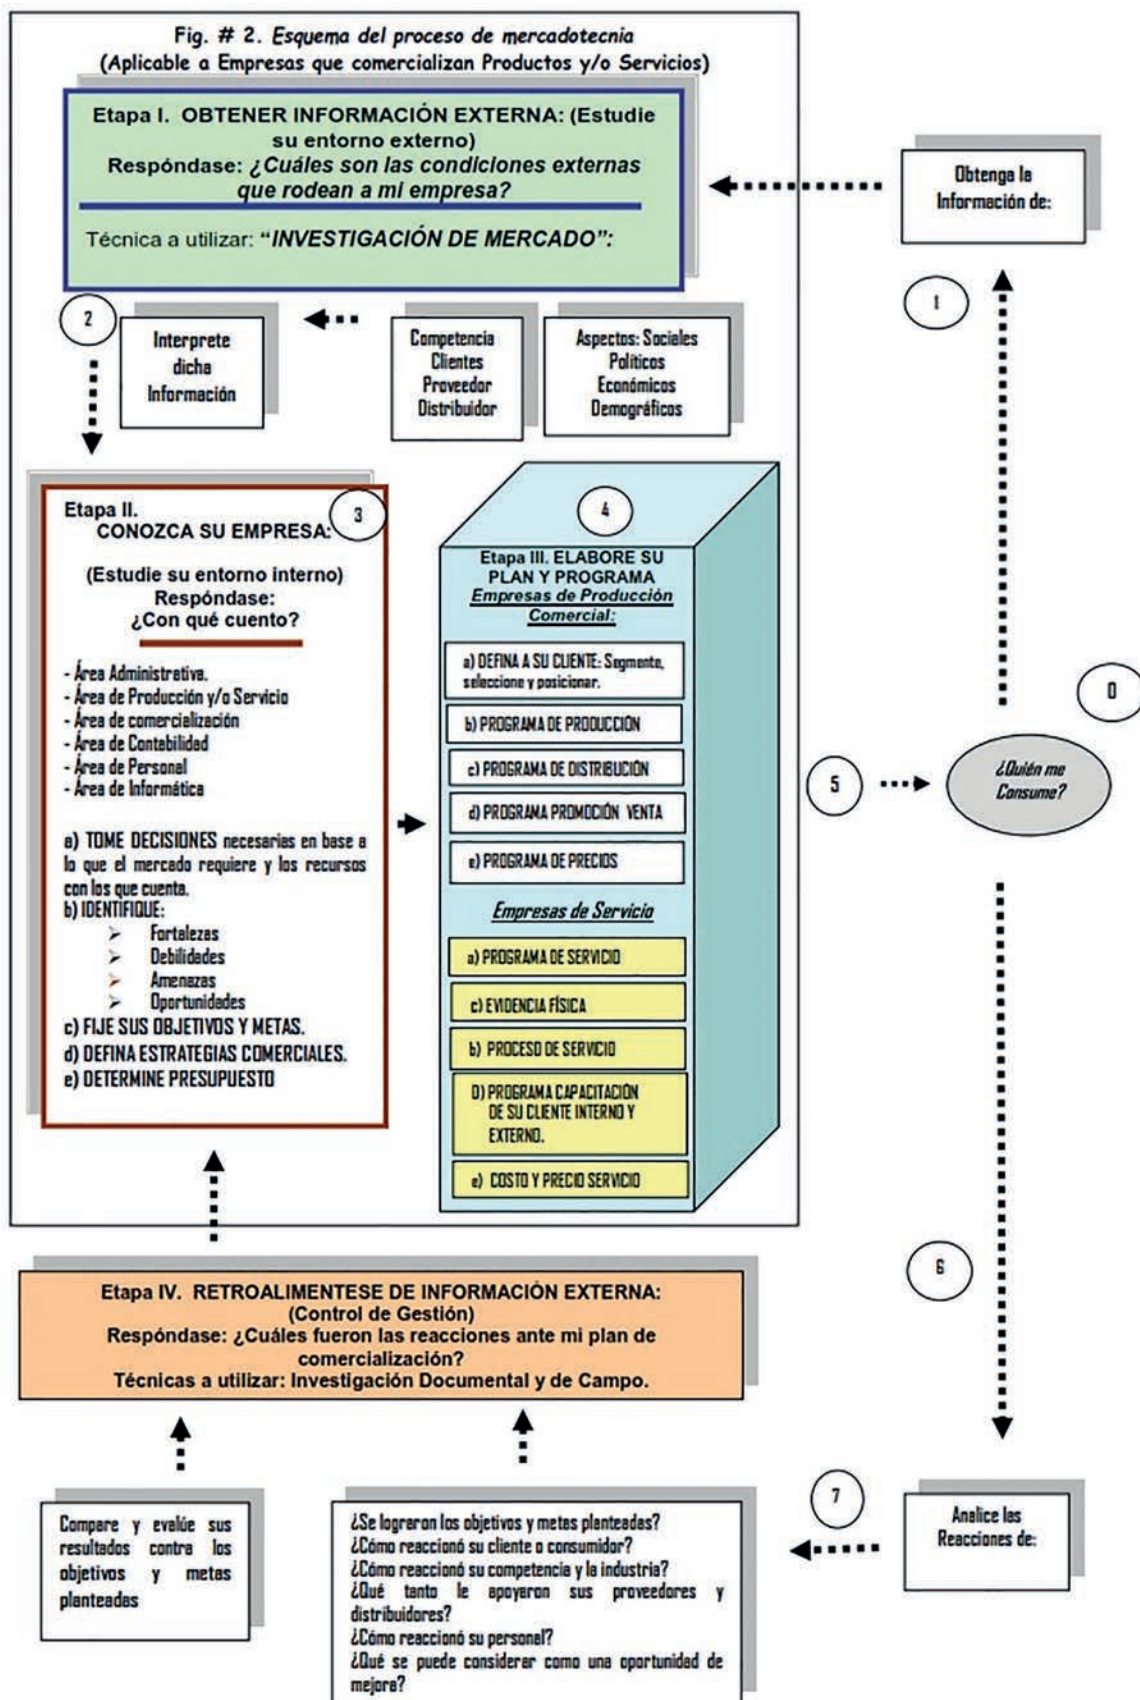 Fig. # 2. Esquema del proceso de mercadotecnia
(Aplicable a Empresas que comercializan Productos y/o Servicios)
Etapa I. OBTENER INFORMACIÓN EXTERNA: (Estudie
su entorno externo)
Respóndase: ¿Cuáles son las condiciones externas
que rodean a mi empresa?
Técnica a utilizar: “INVESTIGACIÓN DE MERCADO”:
Obtenga la
Información de:
1
2
Interprete
dicha
Información
Competencia
Clientes
Proveedor
Distribuidor
Aspectos: Sociales
Políticos
Económicos
Demográficos
3
Etapa II.
CONOZCA SU EMPRESA:
(Estudie su entorno interno)
Respóndase:
¿Con qué cuento?
- Área Administrativa.
- Área de Producción y/o Servicio
- Área de comercialización
- Área de Contabilidad
- Área de Personal
- Área de Informática
a) TOME DECISIONES necesarias en base a
lo que el mercado requiere y los recursos
con los que cuenta.
b) IDENTIFIQUE:
➢ Fortalezas
➢ Debilidades
➢ Amenazas
➢ Oportunidades
c) FIJE SUS OBJETIVOS Y METAS.
d) DEFINA ESTRATEGIAS COMERCIALES.
e) DETERMINE PRESUPUESTO
4
Etapa III. ELABORE SU
PLAN Y PROGRAMA
Empresas de Producción
Comercial:
a) DEFINA A SU CLIENTE: Segmente,
seleccione y posicionar.
b) PROGRAMA DE PRODUCCIÓN
c) PROGRAMA DE DISTRIBUCIÓN
d) PROGRAMA PROMOCIÓN VENTA
e) PROGRAMA DE PRECIOS
Empresas de Servicio
a) PROGRAMA DE SERVICIO
c) EVIDENCIA FÍSICA
b) PROCESO DE SERVICIO
D) PROGRAMA CAPACITACIÓN
DE SU CLIENTE INTERNO Y
EXTERNO.
e) COSTO Y PRECIO SERVICIO
5
0
¿Quién me
Consume?
6
Etapa IV. RETROALIMENTESE DE INFORMACIÓN EXTERNA:
(Control de Gestión)
Respóndase: ¿Cuáles fueron las reacciones ante mi plan de
comercialización?
Técnicas a utilizar: Investigación Documental y de Campo.
Compare y evalúe sus
resultados contra los
objetivos y metas
planteadas
¿Se lograron los objetivos y metas planteadas?
¿Cómo reaccionó su cliente o consumidor?
¿Cómo reaccionó su competencia y la industria?
¿Qué tanto le apoyaron sus proveedores y
distribuidores?
¿Cómo reaccionó su personal?
¿Qué se puede considerar como una oportunidad de
mejora?
7
Analice las
Reacciones de: